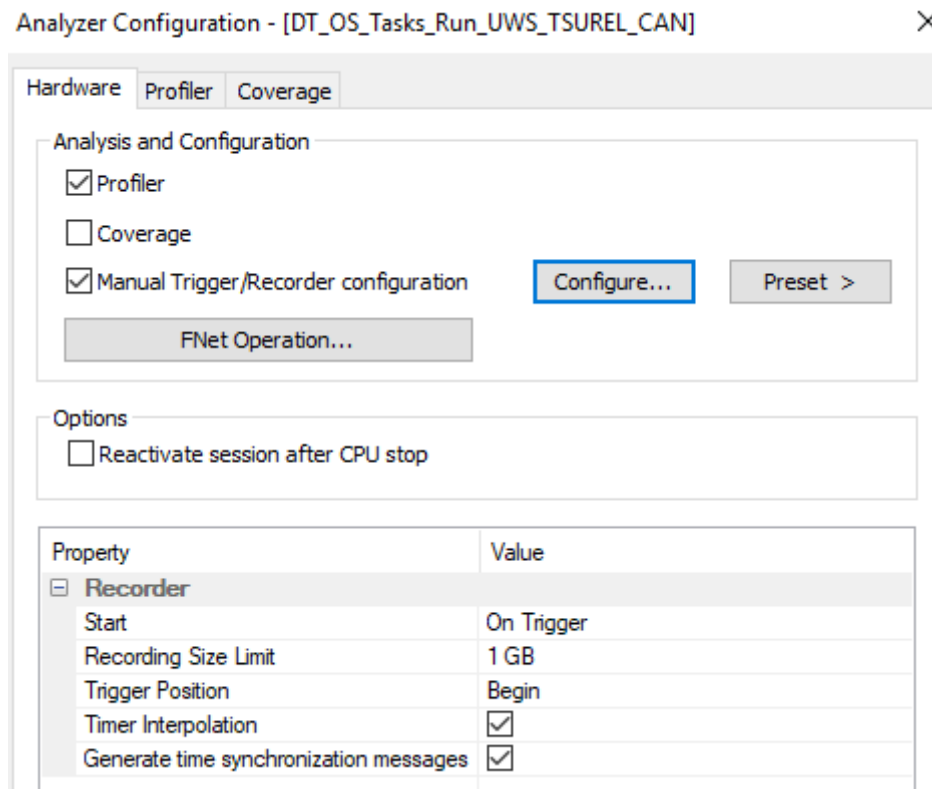 Analyzer Configuration - [DT_OS_Tasks_Run_UWS_TSUREL_CAN]
Hardware Profiler Coverage
Analysis and Configuration
Profiler
Coverage
Manual Trigger/Recorder configuration Configure... Preset >
FNet Operation...
Options
Reactivate session after CPU stop
Property Value
Recorder
Start On Trigger
Recording Size Limit 1 GB
Trigger Position Begin
Timer Interpolation
Generate time synchronization messages